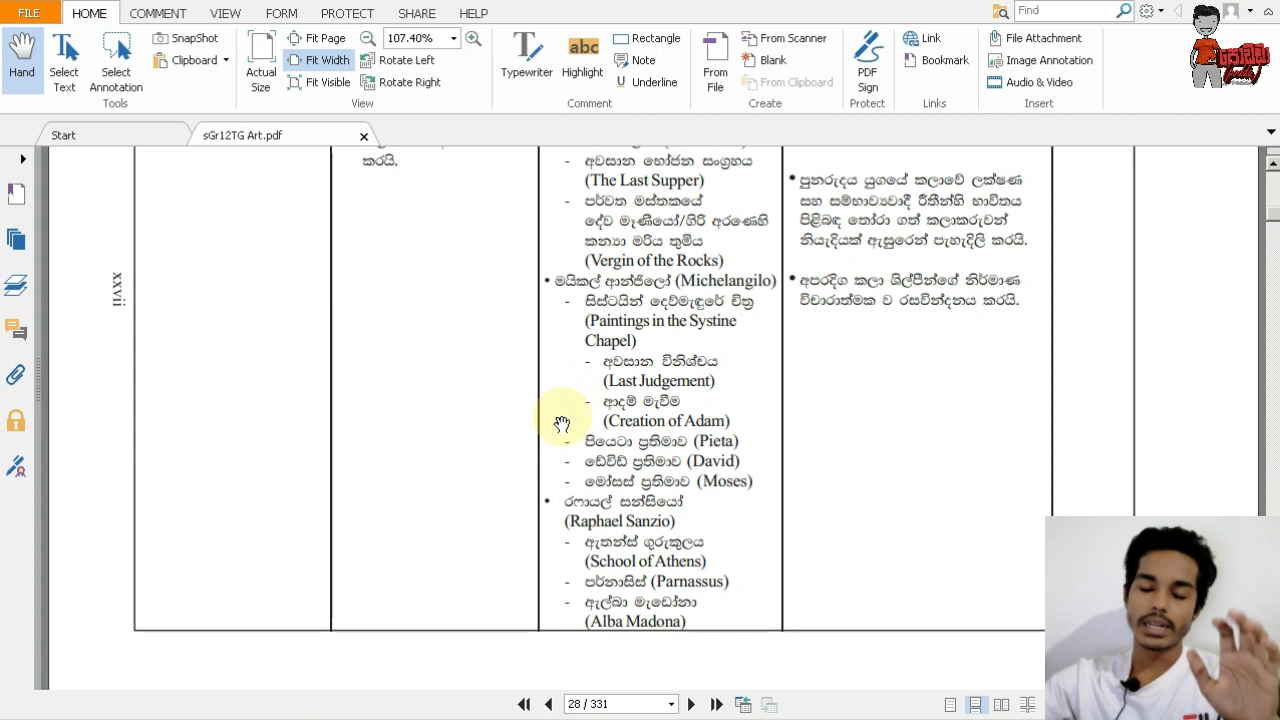 FILE HOME COMMENT VIEW FORM PROTECT SHARE HELP Find
Hand
Select Text
Select Annotation
SnapShot
Clipboard
Tools
Actual Size
Fit Page
Fit Width
Fit Visible
107.40%
Rotate Left
Rotate Right
View
Typewriter
abc
Highlight
Rectangle
Note
Underline
Comment
From File
From Scanner
Blank
From Clipboard
Create
PDF Sign
Protect
Link
Bookmark
Links
File Attachment
Image Annotation
Audio & Video
Insert
Start
sGr12TG Art.pdf
කරයි.
- අවසාන භෝජන සංග්‍රහය
(The Last Supper)
- පර්වත මස්තකයේ
දේව මෑණියෝ/ගිරි අරණෙහි
කන්‍යා මරිය තුමිය
(Vergin of the Rocks)
• මයිකල් ආන්ජිලෝ (Michelangilo)
- සිස්ටයින් දෙව්මැඳුරේ චිත්‍ර
(Paintings in the Systine
Chapel)
- අවසාන විනිශ්චය
(Last Judgement)
- ආදම් මැවීම
(Creation of Adam)
- පියෙටා ප්‍රතිමාව (Pieta)
- ඩේවිඩ් ප්‍රතිමාව (David)
- මෝසස් ප්‍රතිමාව (Moses)
• රෆායල් සන්සියෝ
(Raphael Sanzio)
- ඇතන්ස් ගුරුකුලය
(School of Athens)
- පර්නාසිස් (Parnassus)
- ඇල්බා මැඩෝනා
(Alba Madona)
• පුනරුදය යුගයේ කලාවේ ලක්ෂණ
සහ සම්භාව්‍යවාදී රීතීන්හි භාවිතය
පිළිබඳ තෝරා ගත් කලාකරුවන්
නියැදියක් ඇසුරෙන් පැහැදිලි කරයි.
• අපරදිග කලා ශිල්පීන්ගේ නිර්මාණ
විචාරාත්මක ව රසවින්දනය කරයි.
xxvii
28 / 331